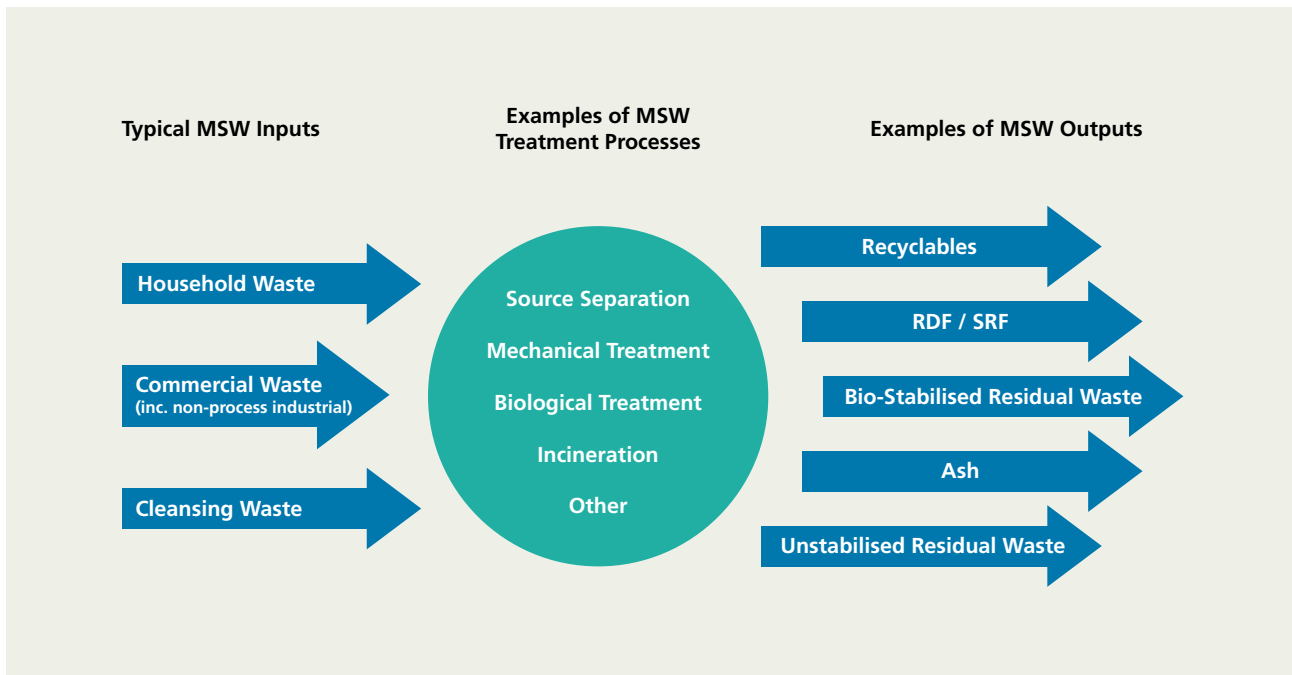 Typical MSW Inputs
Examples of MSW
Treatment Processes
Examples of MSW Outputs
Household Waste
Commercial Waste
(inc. non-process industrial)
Cleansing Waste
Source Separation
Mechanical Treatment
Biological Treatment
Incineration
Other
Recyclables
RDF / SRF
Bio-Stabilised Residual Waste
Ash
Unstabilised Residual Waste